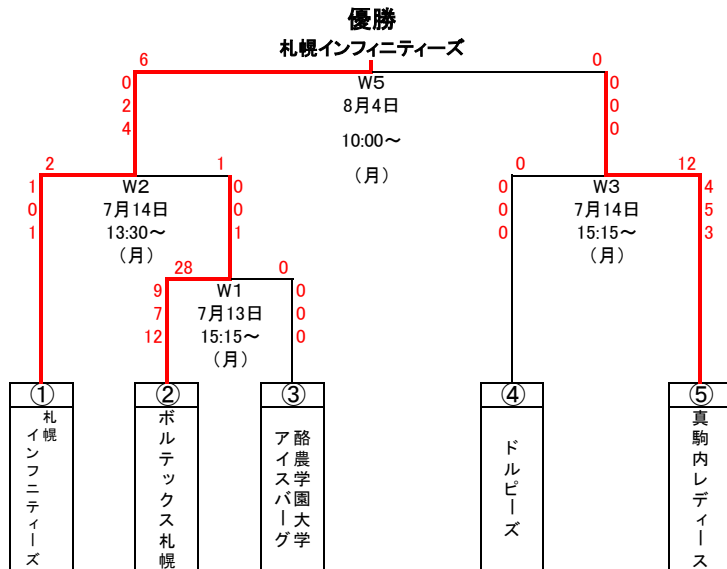 優勝
札幌インフィニティーズ
6
0
0
2
4
W5
8月4日
10:00～
（月）
0
0
0
2
1
0
1
1
W2
7月14日
13:30～
（月）
0
0
1
0
0
0
0
W3
7月14日
15:15～
（月）
12
4
5
3
28
9
7
12
0
W1
7月13日
15:15～
（月）
0
0
0
①
②
③
④
⑤
札幌
インフニティーズ
ボルテックス札幌
酪農学園大学
アイスバーグ
ドルピーズ
真駒内レディース